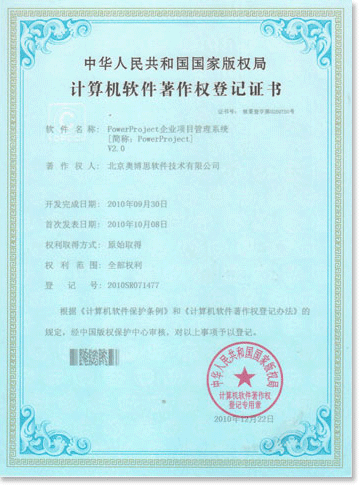 中华人民共和国国家版权局
计算机软件著作权登记证书
证书号：
软件名称：PowerProject企业项目管理系统
[简称：PowerProject]
V2.0
著作权人：北京奥博思软件技术有限公司
开发完成日期：2010年09月30日
首次发表日期：2010年10月08日
权利取得方式：原始取得
权利范围：全部权利
登记号：2010SR071477
根据《计算机软件保护条例》和《计算机软件著作权登记办法》的
规定，经中国版权保护中心审核，对以上事项予以登记。
中华人民共和国国家版权局
计算机软件著作权
登记专用章
2010年12月22日